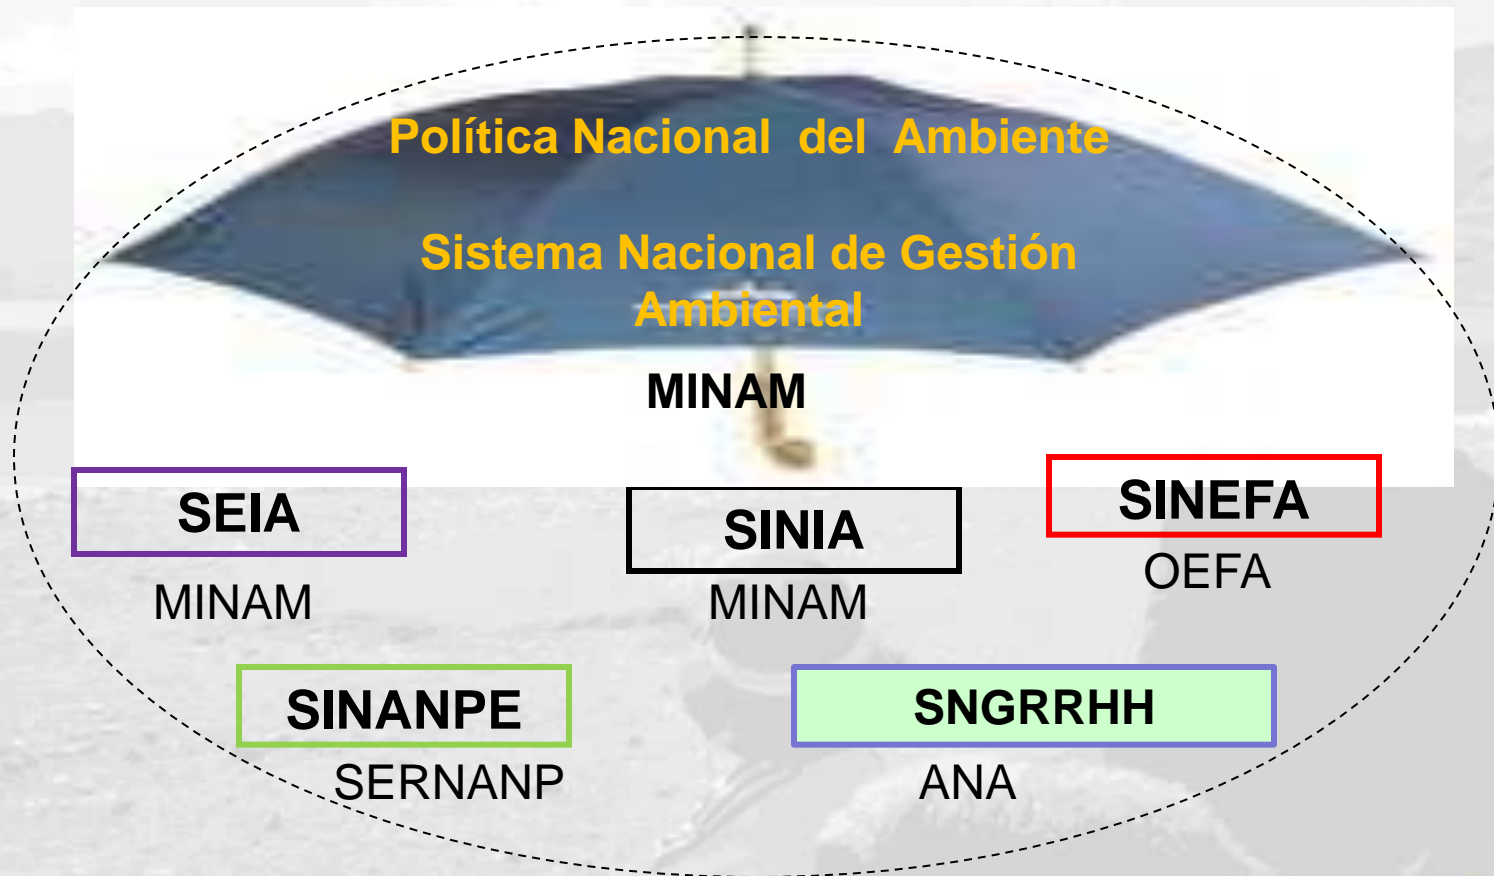 Política Nacional del Ambiente
Sistema Nacional de Gestión
Ambiental
MINAM
SEIA
MINAM
SINIA
MINAM
SINEFA
OEFA
SINANPE
SERNANP
SNGRRHH
ANA